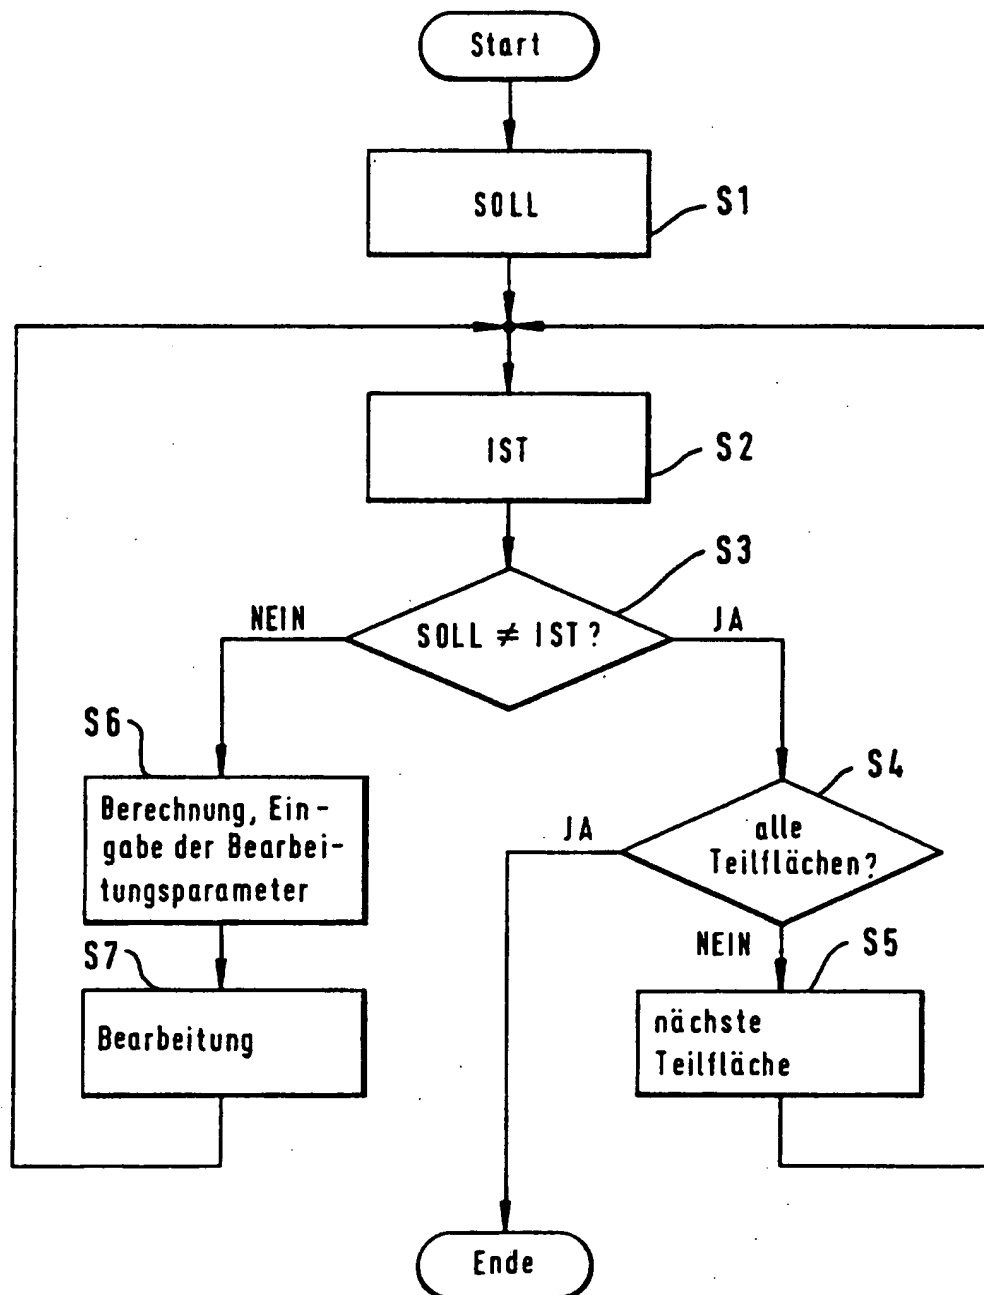 Start
SOLL
S1
IST
S2
S3
NEIN
SOLL ≠ IST?
JA
S6
Berechnung, Ein-
gabe der Bearbei-
tungsparameter
S4
JA
alle
Teilflächen?
NEIN
S7
Bearbeitung
S5
nächste
Teilfläche
Ende